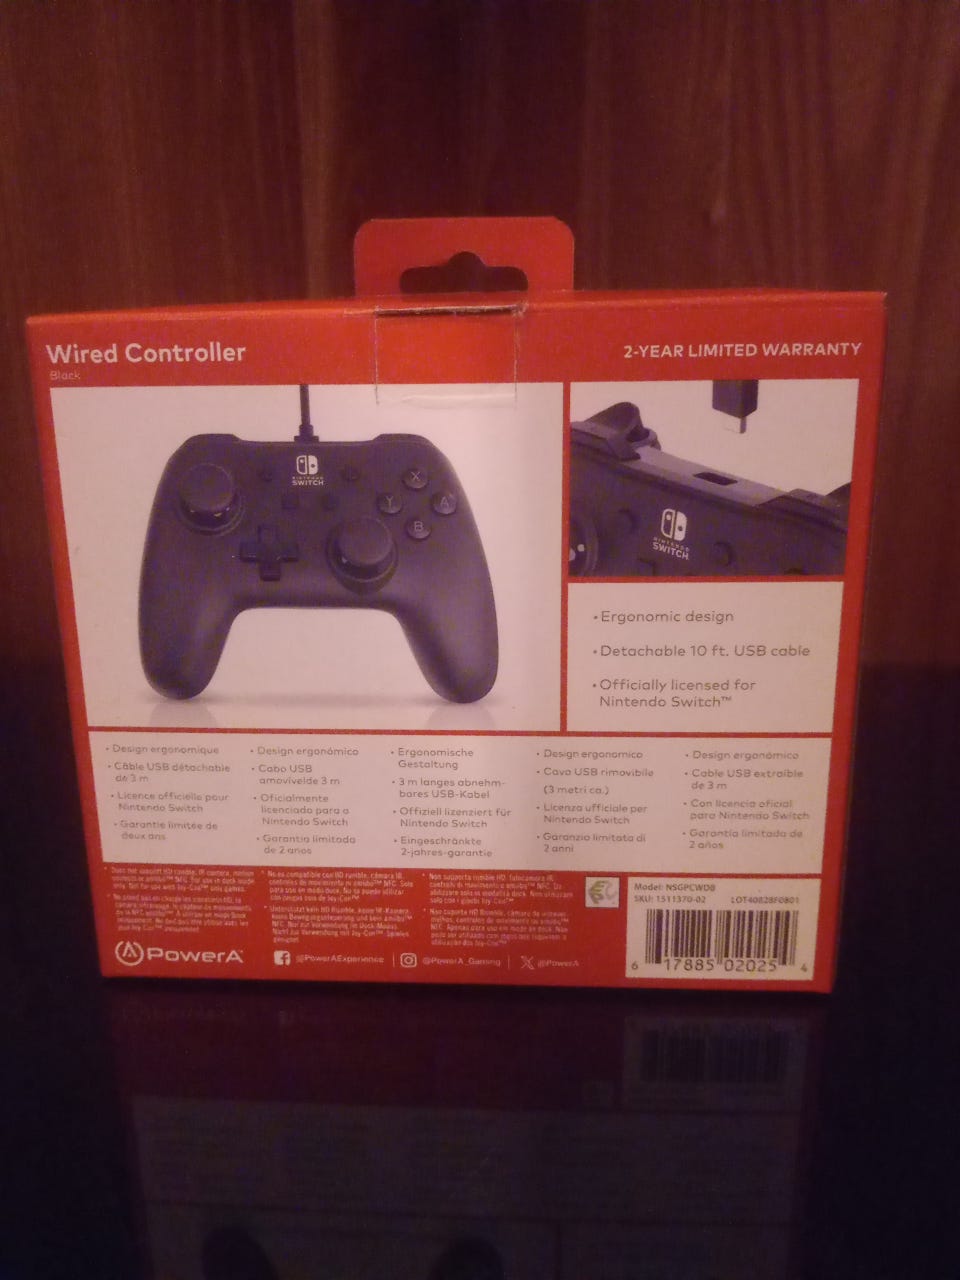 Wired Controller
Black
2-YEAR LIMITED WARRANTY
NINTENDO
SWITCH
X
Y
A
B
NINTENDO
SWITCH
• Ergonomic design
• Detachable 10 ft. USB cable
• Officially licensed for
Nintendo Switch™
• Design ergonomique
• Câble USB détachable
de 3 m
• Licence officielle pour
Nintendo Switch
• Garantie limitée de
deux ans
• Design ergonómico
• Cabo USB
amovivelde 3 m
• Oficialmente
licenciado para a
Nintendo Switch
• Garantia limitada
de 2 anos
• Ergonomische
Gestaltung
• 3 m langes abnehm-
bares USB-Kabel
• Offiziell lizenziert für
Nintendo Switch
• Eingeschränkte
2-jahres-garantie
• Design ergonomico
• Cavo USB rimovibile
(3 metri ca.)
• Licenza ufficiale per
Nintendo Switch
• Garanzia limitata di
2 anni
• Design ergonómico
• Cable USB extraíble
de 3 m
• Con licencia oficial
para Nintendo Switch
• Garantía limitada de
2 años
PowerA
@PowerAExperience
@PowerA_Gaming
@PowerA
Model: NSGPCWDB
SKU: 1511370-02
LOT40828F0801
6 17885 02025 4